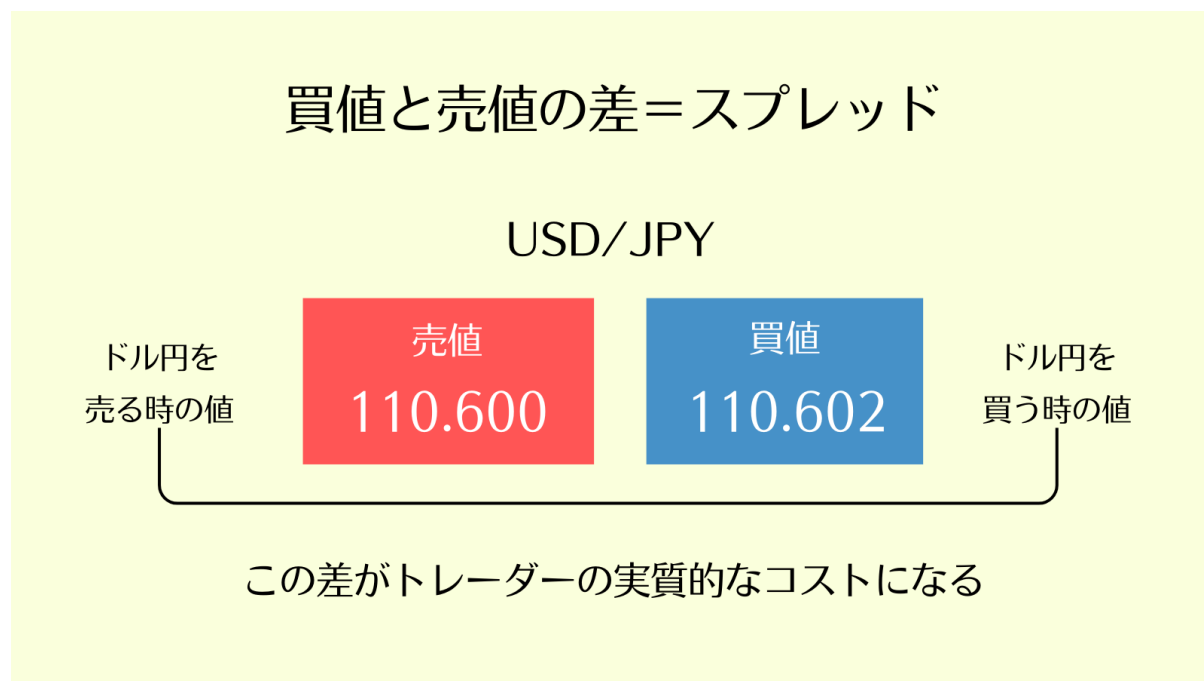 買値と売値の差＝スプレッド
USD/JPY
ドル円を
売る時の値
売値
110.600
買値
110.602
ドル円を
買う時の値
この差がトレーダーの実質的なコストになる